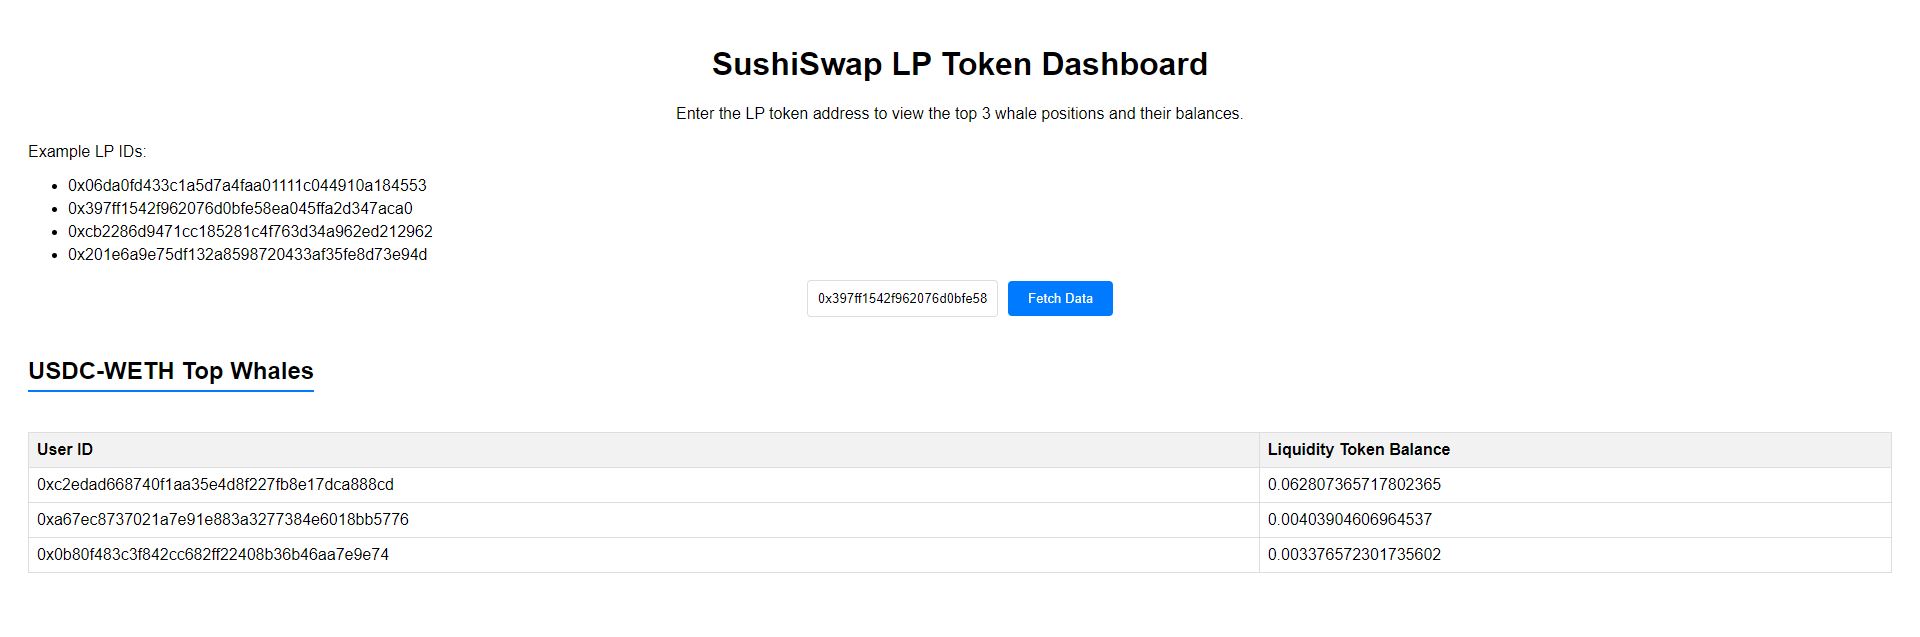 SushiSwap LP Token Dashboard
Enter the LP token address to view the top 3 whale positions and their balances.
Example LP IDs:
0x06da0fd433c1a5d7a4faa01111c044910a184553
0x397ff1542f962076d0bfe58ea045ffa2d347aca0
0xcb2286d9471cc185281c4f763d34a962ed212962
0x201e6a9e75df132a8598720433af35fe8d73e94d
0x397ff1542f962076d0bfe58 Fetch Data
USDC-WETH Top Whales
User ID Liquidity Token Balance
0xc2edad668740f1aa35e4d8f227fb8e17dca888cd 0.062807365717802365
0xa67ec8737021a7e91e883a3277384e6018bb5776 0.00403904606964537
0x0b80f483c3f842cc682ff22408b36b46aa7e9e74 0.003376572301735602